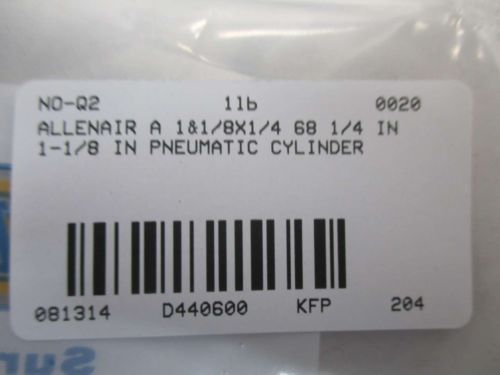 NO-Q2 1lb 0020
ALLENAIR A 1&1/8X1/4 68 1/4 IN
1-1/8 IN PNEUMATIC CYLINDER
081314 D440600 KFP 204
Sur